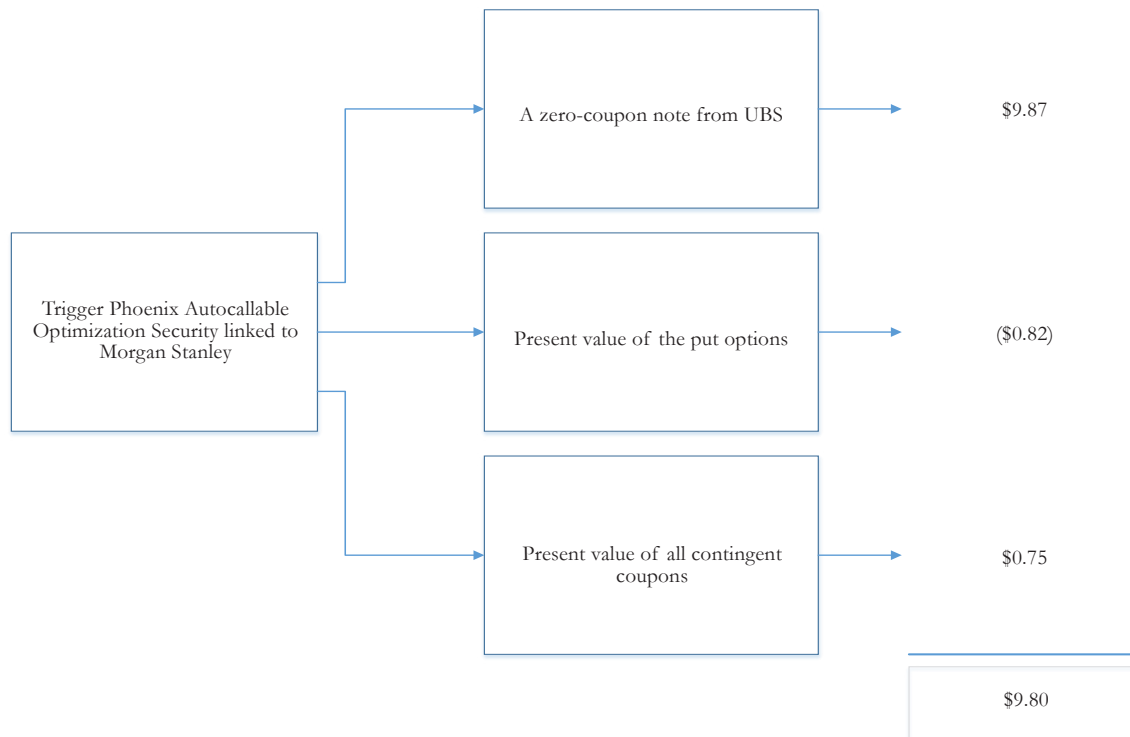 A zero-coupon note from UBS
$9.87
Trigger Phoenix Autocallable
Optimization Security linked to
Morgan Stanley
Present value of the put options
($0.82)
Present value of all contingent
coupons
$0.75
$9.80